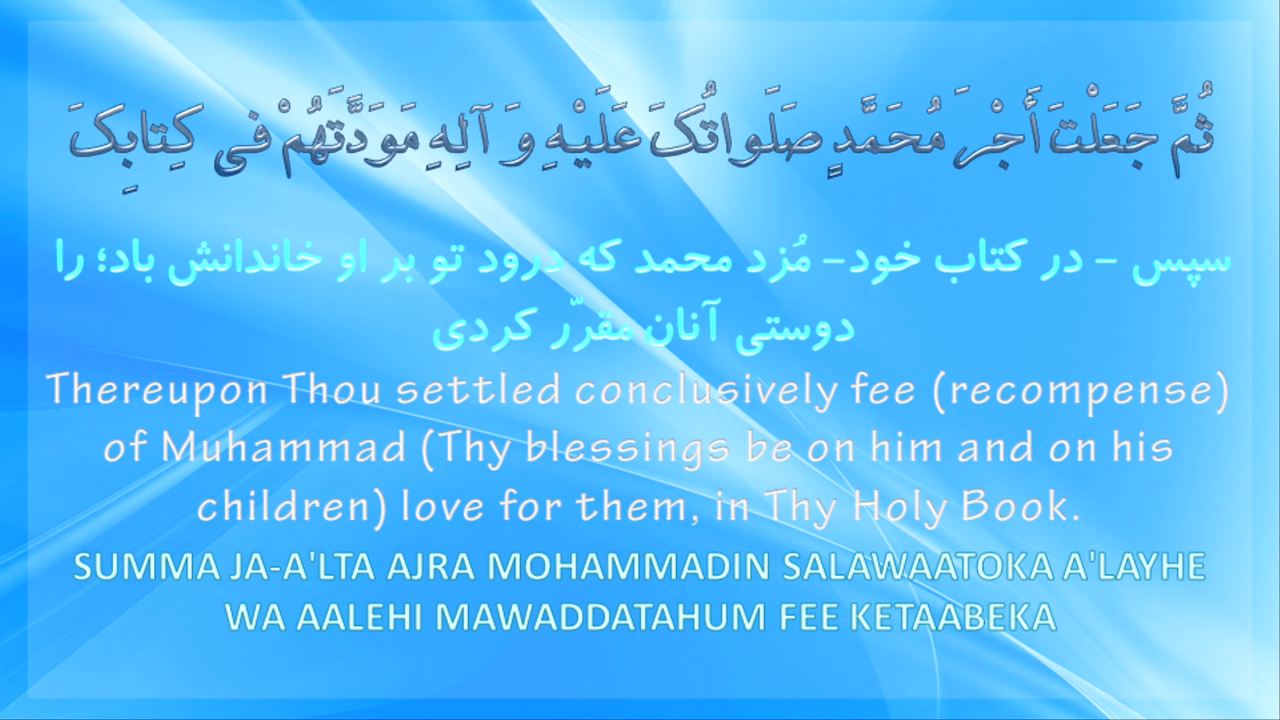 ثُمَّ جَعَلْتَ أَجْرَ مُحَمَّدٍ صَلَواتُکَ عَلَیْهِ وَ آلِهِ مَوَدَّتَهُمْ فی کِتابِکَ
سپس – در کتاب خود– مُزد محمد که درود تو بر او خاندانش باد؛ را
دوستی آنان مقرّر کردی
Thereupon Thou settled conclusively fee (recompense)
of Muhammad (Thy blessings be on him and on his
children) love for them, in Thy Holy Book.
SUMMA JA-A'LTA AJRA MOHAMMADIN SALAWAATOKA A'LAYHE
WA AALEHI MAWADDATAHUM FEE KETAABEKA